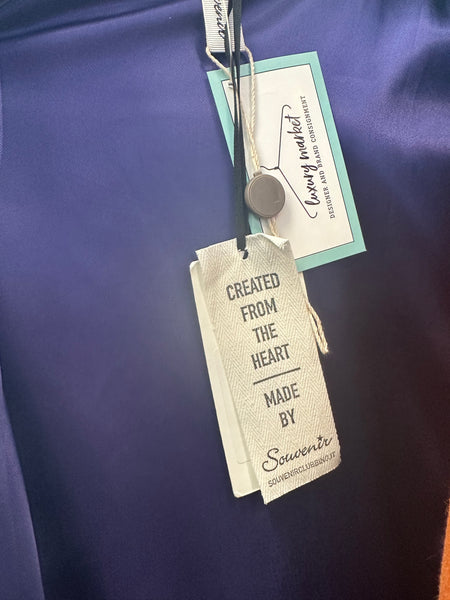 luxury market
DESIGNER AND BRAND CONSIGNMENT
CREATED
FROM
THE
HEART
MADE
BY
Souvenir
SOUVENIRCLUBBING.IT